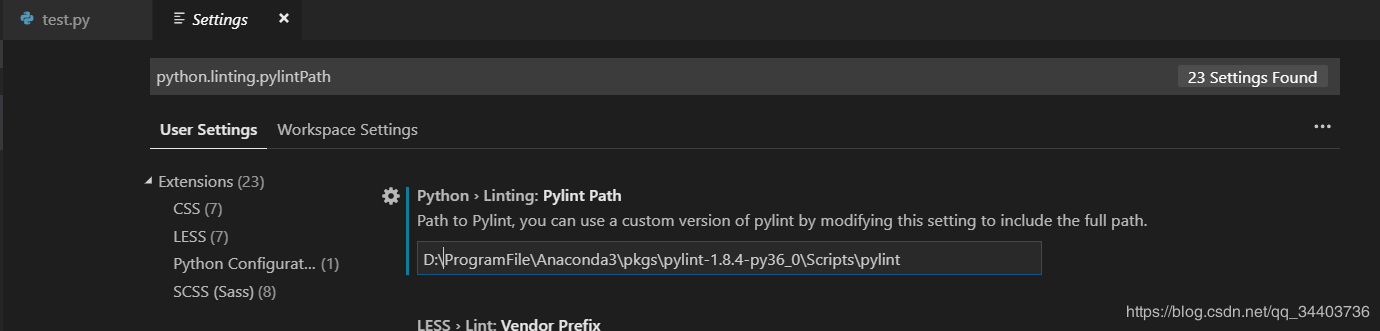 test.py Settings ×
python.linting.pylintPath 23 Settings Found
User Settings Workspace Settings ...
Extensions (23)
CSS (7)
LESS (7)
Python Configurat... (1)
SCSS (Sass) (8)
Python › Linting: Pylint Path
Path to Pylint, you can use a custom version of pylint by modifying this setting to include the full path.
D:\ProgramFile\Anaconda3\pkgs\pylint-1.8.4-py36_0\Scripts\pylint
LESS › Lint: Vendor Prefix
https://blog.csdn.net/qq_34403736